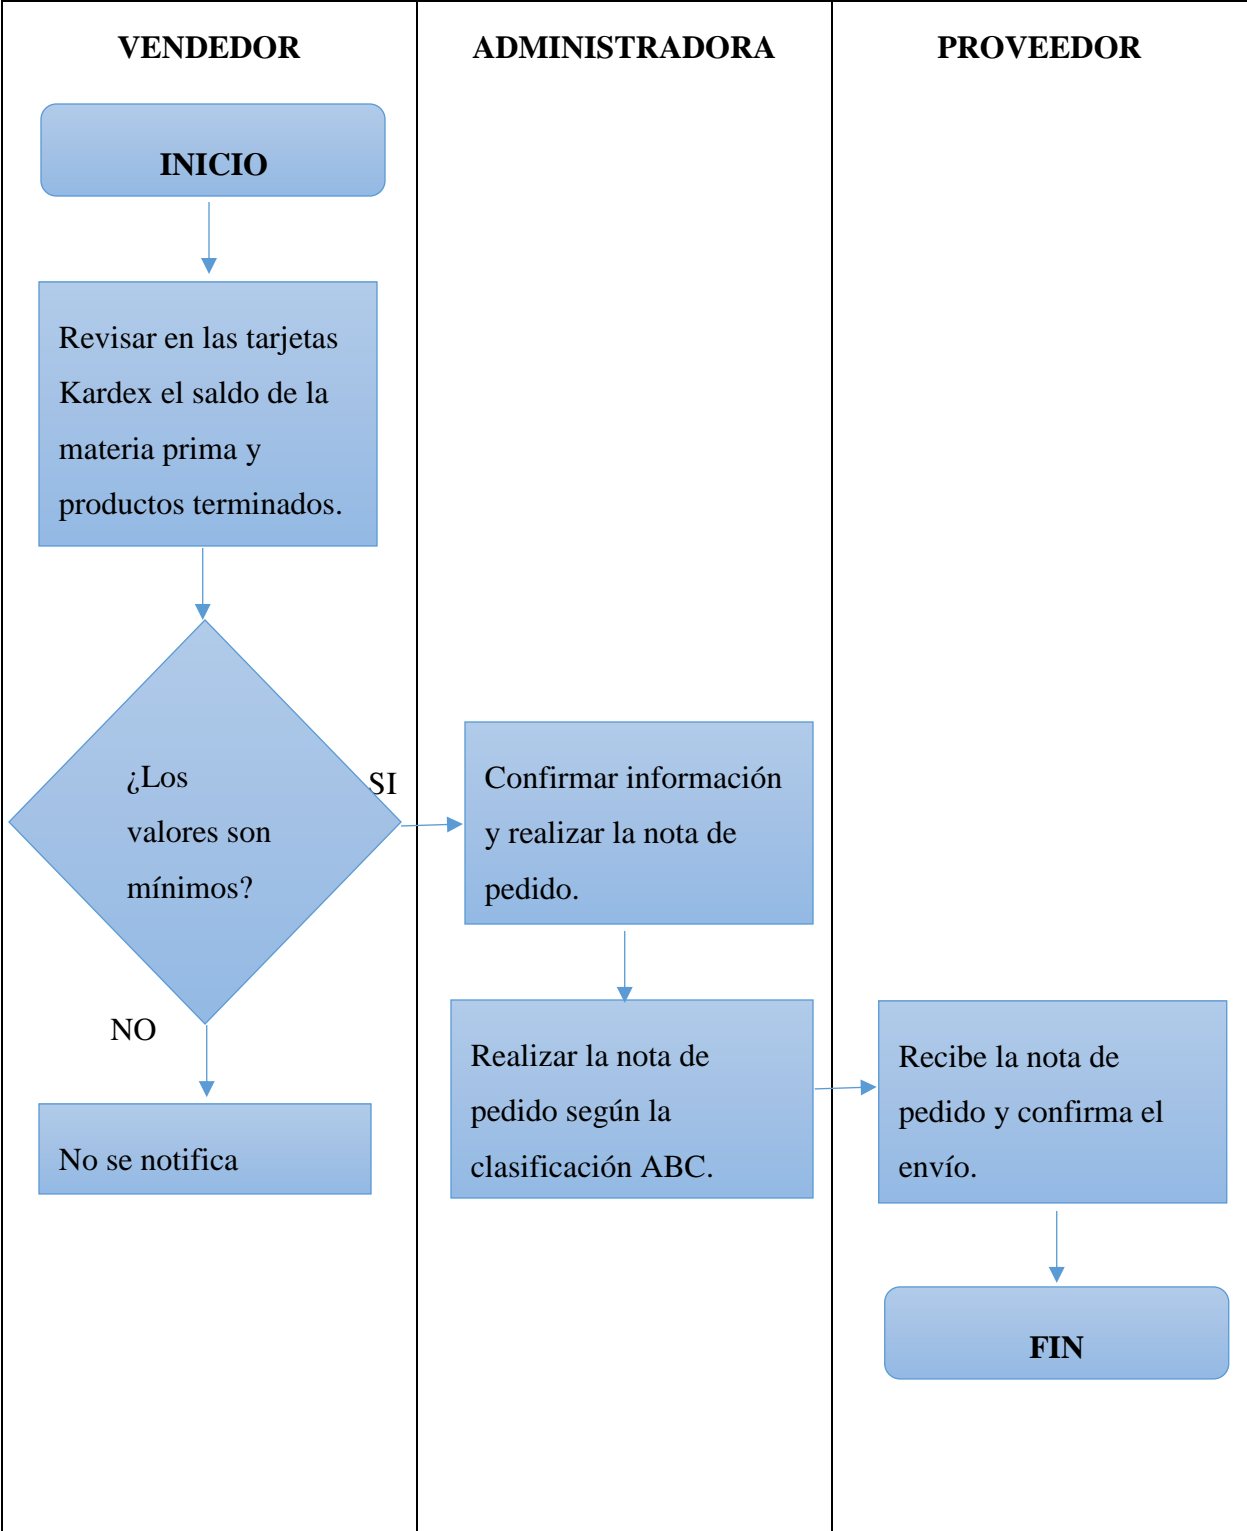 VENDEDOR
ADMINISTRADORA
PROVEEDOR
INICIO
Revisar en las tarjetas
Kardex el saldo de la
materia prima y
productos terminados.
¿Los
valores son
mínimos?
SI
NO
No se notifica
Confirmar información
y realizar la nota de
pedido.
Realizar la nota de
pedido según la
clasificación ABC.
Recibe la nota de
pedido y confirma el
envío.
FIN